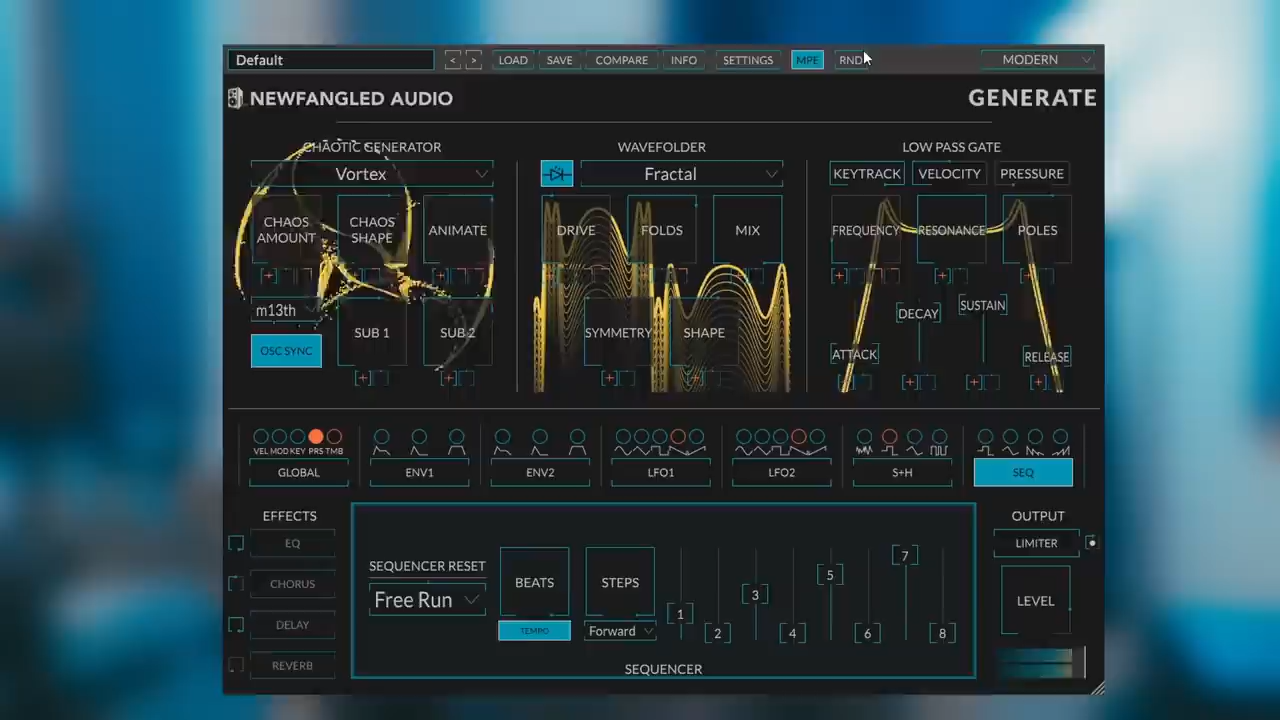 Default < > LOAD SAVE COMPARE INFO SETTINGS MPE RND MODERN
NEWFANGLED AUDIO GENERATE
CHAOTIC GENERATOR WAVEFOLDER LOW PASS GATE
Vortex Fractal KEYTRACK VELOCITY PRESSURE
CHAOS AMOUNT CHAOS SHAPE ANIMATE DRIVE FOLDS MIX FREQUENCY RESONANCE POLES
m13th SUB 1 SUB 2 SYMMETRY SHAPE ATTACK DECAY SUSTAIN RELEASE
OSC SYNC
VEL MOD KEY PRS TMB
GLOBAL ENV1 ENV2 LFO1 LFO2 S+H SEQ
EFFECTS OUTPUT
EQ LIMITER
CHORUS
DELAY
REVERB
SEQUENCER RESET BEATS STEPS LEVEL
Free Run TEMPO Forward
1 2 3 4 5 6 7 8
SEQUENCER